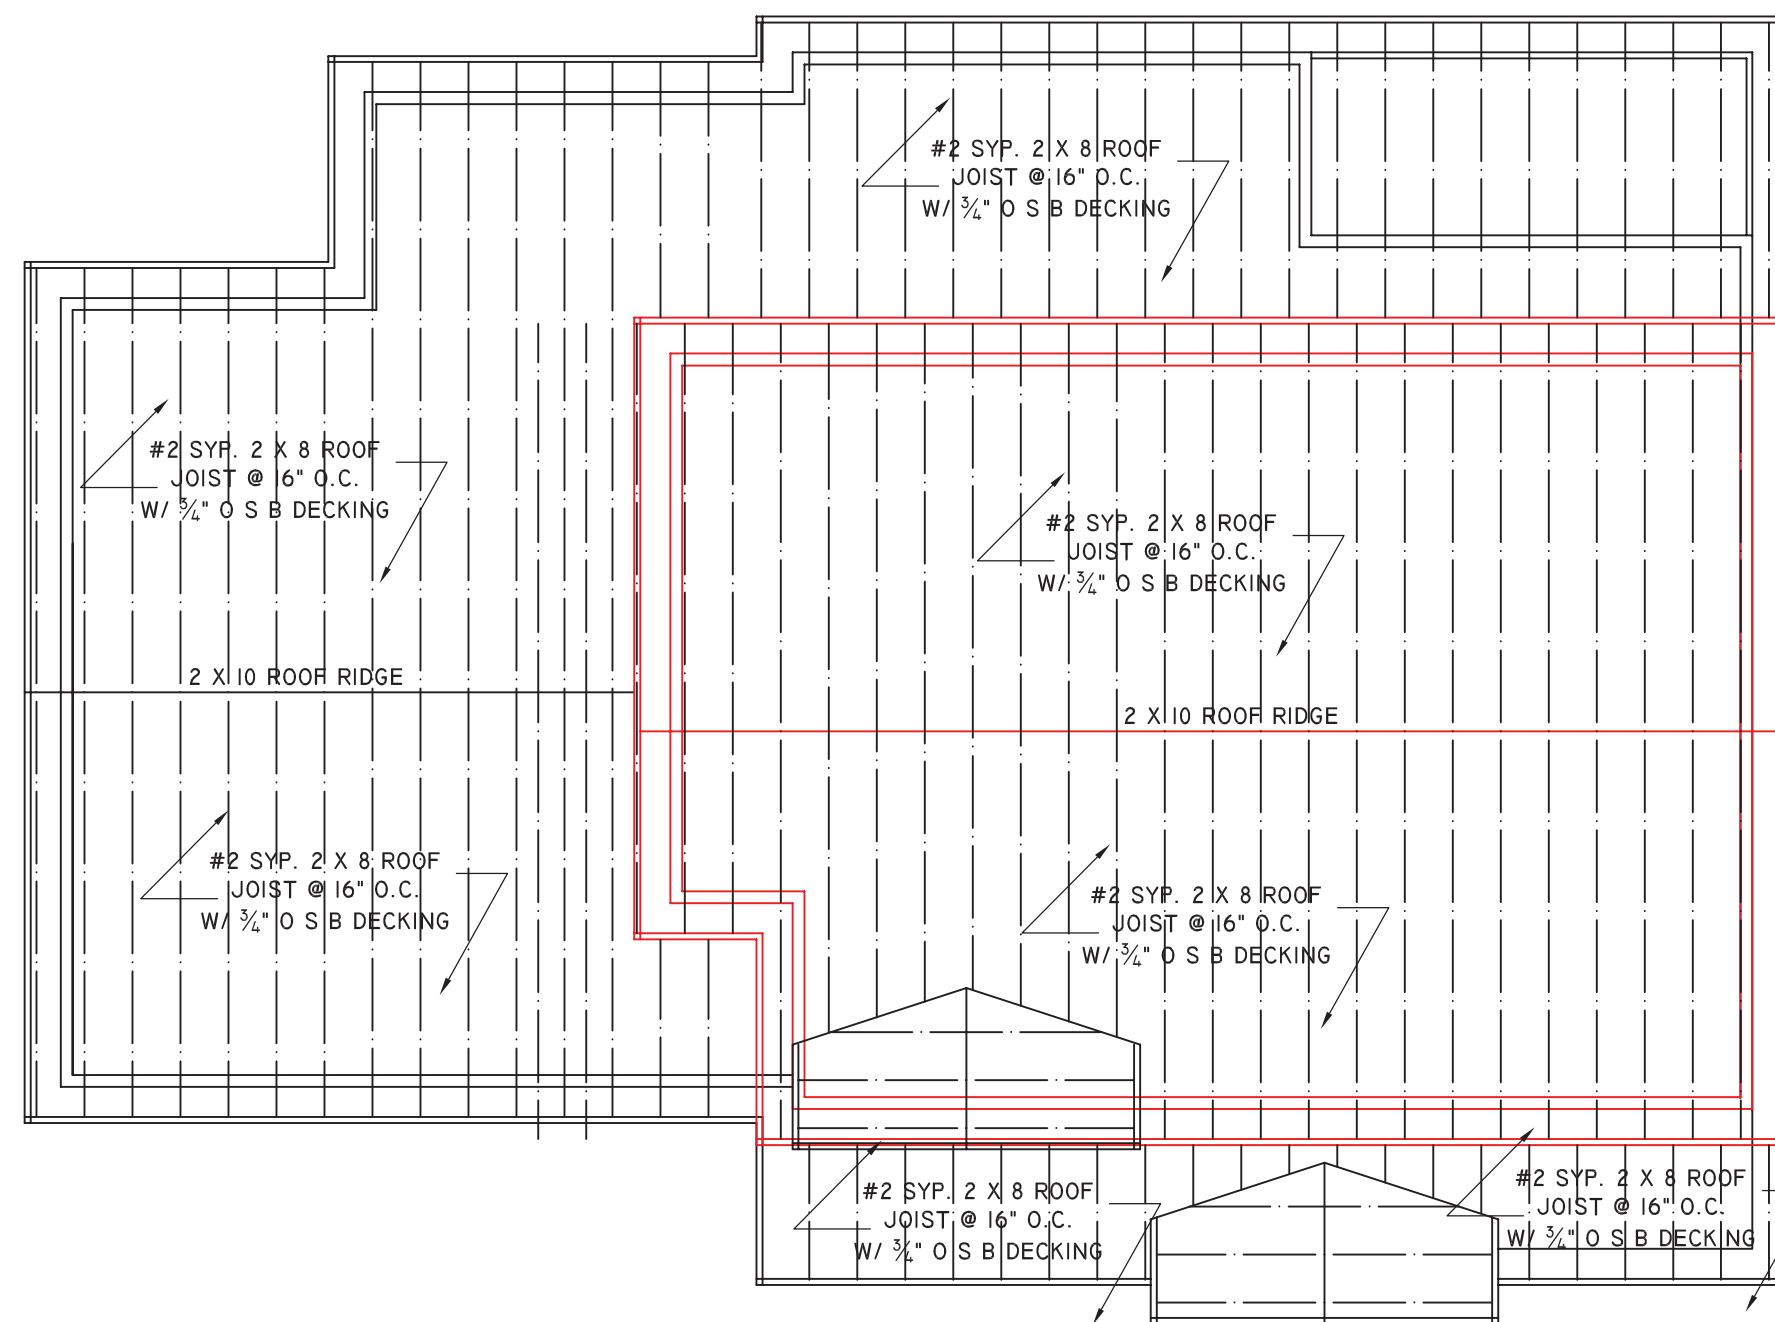 #2 SYP. 2 X 8 ROOF
JOIST @ 16" O.C.
W/ ¾" O S B DECKING
#2 SYP. 2 X 8 ROOF
JOIST @ 16" O.C.
W/ ¾" O S B DECKING
#2 SYP. 2 X 8 ROOF
JOIST @ 16" O.C.
W/ ¾" O S B DECKING
2 X 10 ROOF RIDGE
2 X 10 ROOF RIDGE
#2 SYP. 2 X 8 ROOF
JOIST @ 16" O.C.
W/ ¾" O S B DECKING
#2 SYP. 2 X 8 ROOF
JOIST @ 16" O.C.
W/ ¾" O S B DECKING
#2 SYP. 2 X 8 ROOF
JOIST @ 16" O.C.
W/ ¾" O S B DECKING
#2 SYP. 2 X 8 ROOF
JOIST @ 16" O.C.
W/ ¾" O S B DECKING